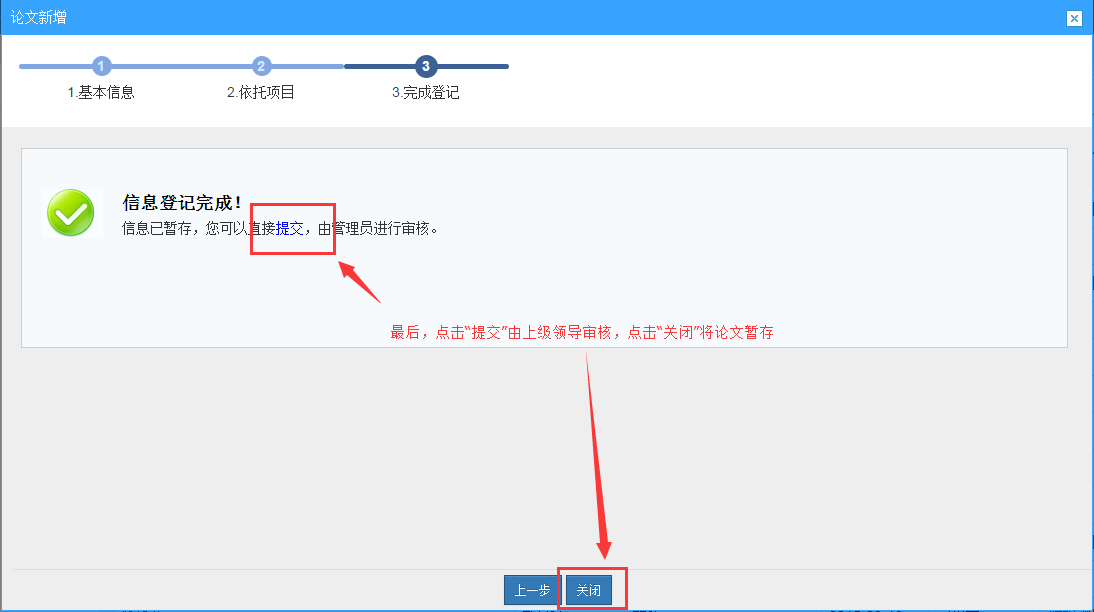 论文新增
1
2
3
1.基本信息
2.依托项目
3.完成登记
信息登记完成！
信息已暂存，您可以直接提交，由管理员进行审核。
最后，点击“提交”由上级领导审核，点击“关闭”将论文暂存
上一步
关闭